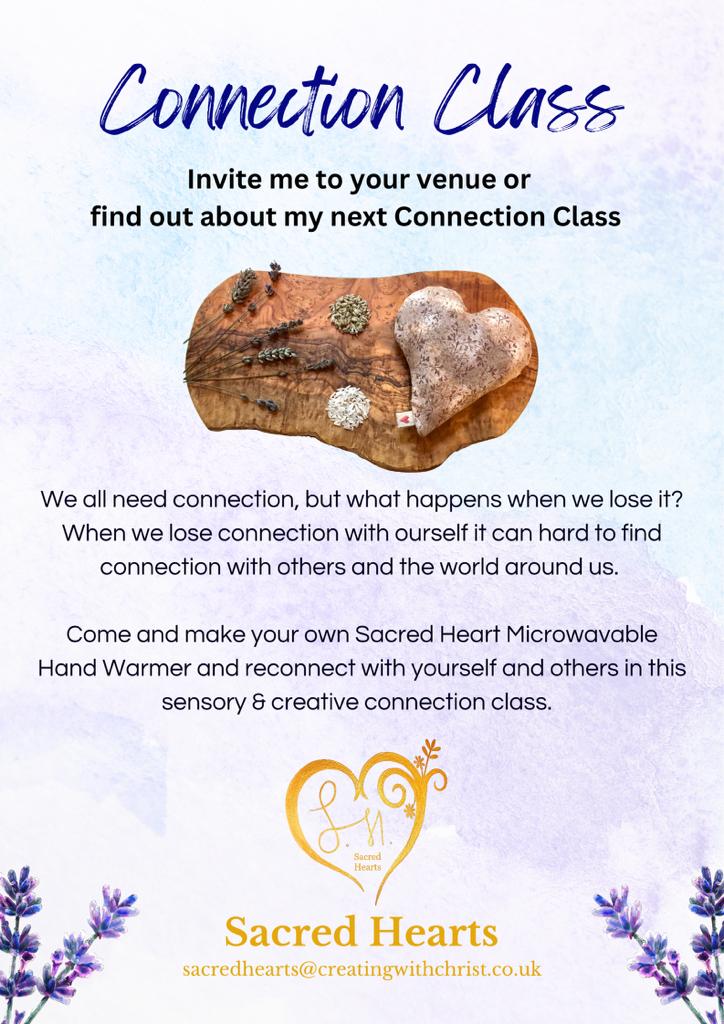 Connection Class
Invite me to your venue or
find out about my next Connection Class
We all need connection, but what happens when we lose it?
When we lose connection with ourself it can hard to find
connection with others and the world around us.
Come and make your own Sacred Heart Microwavable
Hand Warmer and reconnect with yourself and others in this
sensory & creative connection class.
S. H.
Sacred
Hearts
Sacred Hearts
sacredhearts@creatingwithchrist.co.uk